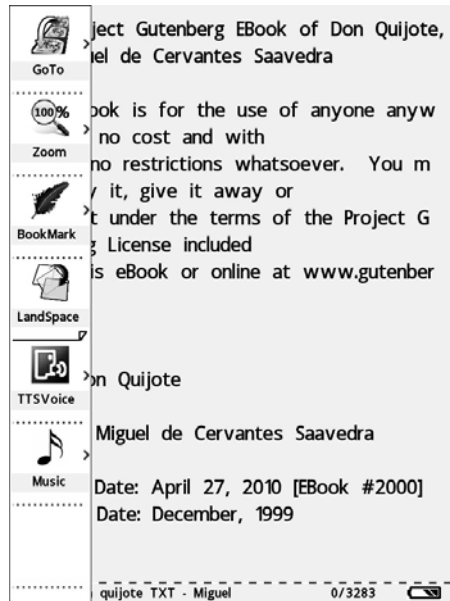 GoTo
100%
Zoom
BookMark
LandSpace
TTSVoice
Music
ject Gutenberg EBook of Don Quijote,
el de Cervantes Saavedra
ook is for the use of anyone anyw
no cost and with
no restrictions whatsoever. You m
it, give it away or
t under the terms of the Project G
License included
is eBook or online at www.gutenber
on Quijote
Miguel de Cervantes Saavedra
Date: April 27, 2010 [EBook #2000]
Date: December, 1999
quijote TXT - Miguel 0/3283